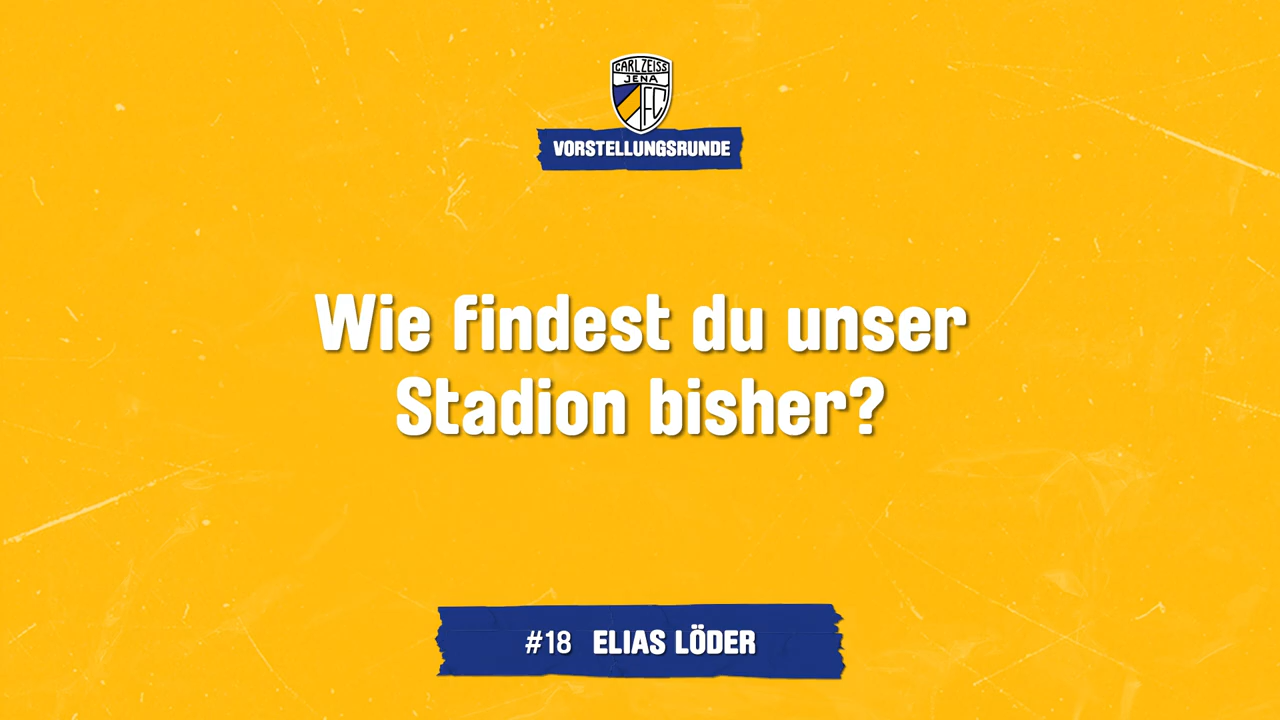 CARL ZEISS
JENA
FC
VORSTELLUNGSRUNDE
Wie findest du unser
Stadion bisher?
#18 ELIAS LÖDER